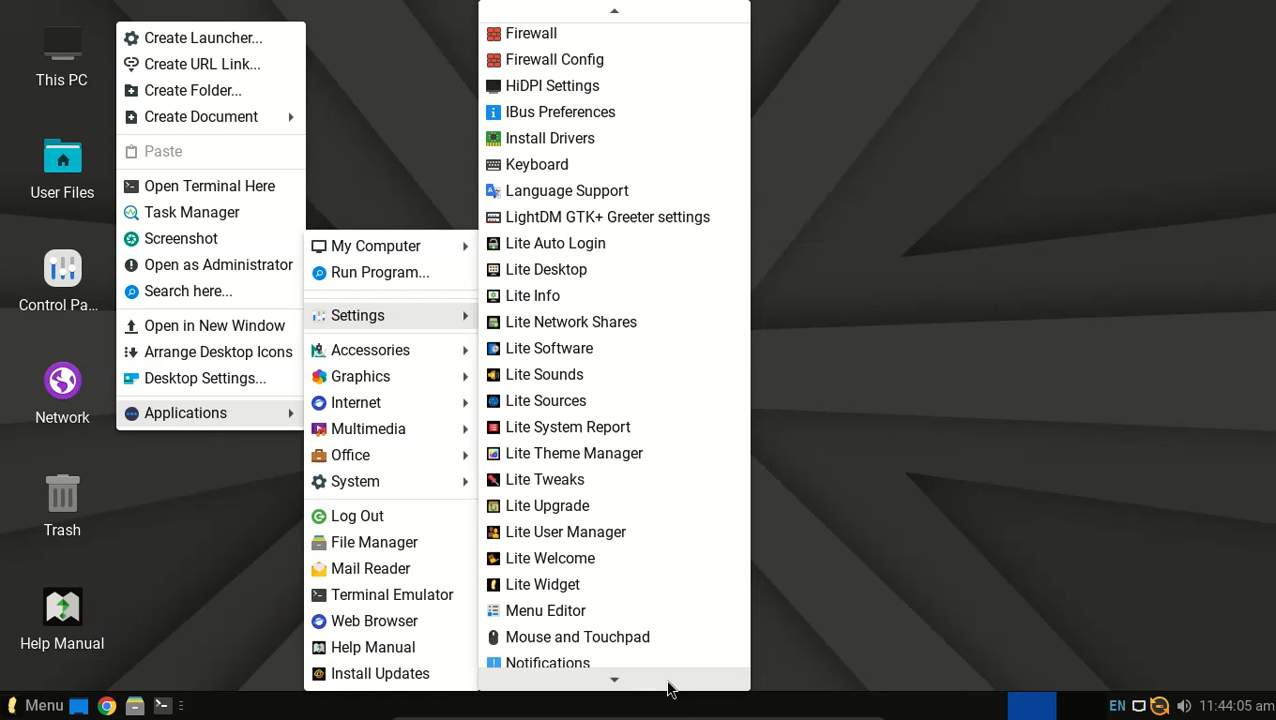 This PC
User Files
Control Pa...
Network
Trash
Help Manual
Create Launcher...
Create URL Link...
Create Folder...
Create Document
Paste
Open Terminal Here
Task Manager
Screenshot
Open as Administrator
Search here...
Open in New Window
Arrange Desktop Icons
Desktop Settings...
Applications
My Computer
Run Program...
Settings
Accessories
Graphics
Internet
Multimedia
Office
System
Log Out
File Manager
Mail Reader
Terminal Emulator
Web Browser
Help Manual
Install Updates
Firewall
Firewall Config
HiDPI Settings
IBus Preferences
Install Drivers
Keyboard
Language Support
LightDM GTK+ Greeter settings
Lite Auto Login
Lite Desktop
Lite Info
Lite Network Shares
Lite Software
Lite Sounds
Lite Sources
Lite System Report
Lite Theme Manager
Lite Tweaks
Lite Upgrade
Lite User Manager
Lite Welcome
Lite Widget
Menu Editor
Mouse and Touchpad
Notifications
Menu
EN
11:44:05 am